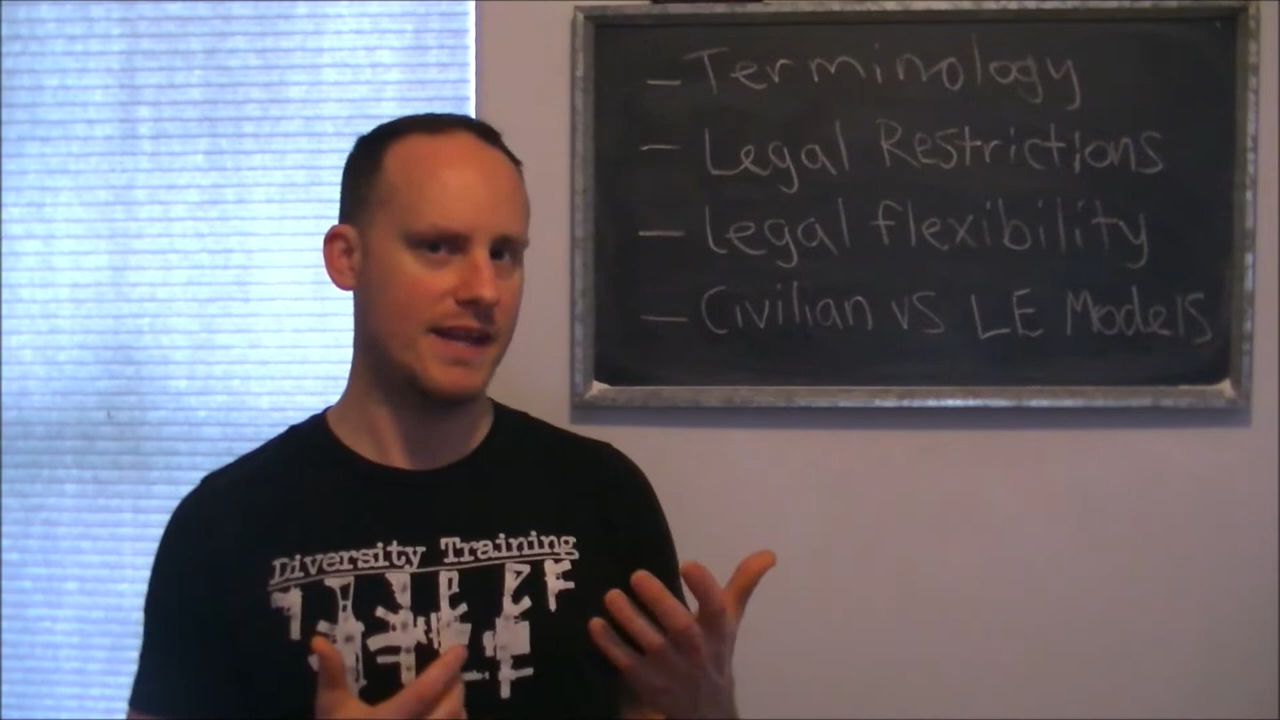 - Terminology
- Legal Restrictions
- Legal flexibility
- Civilian vs LE Models
Diversity Training